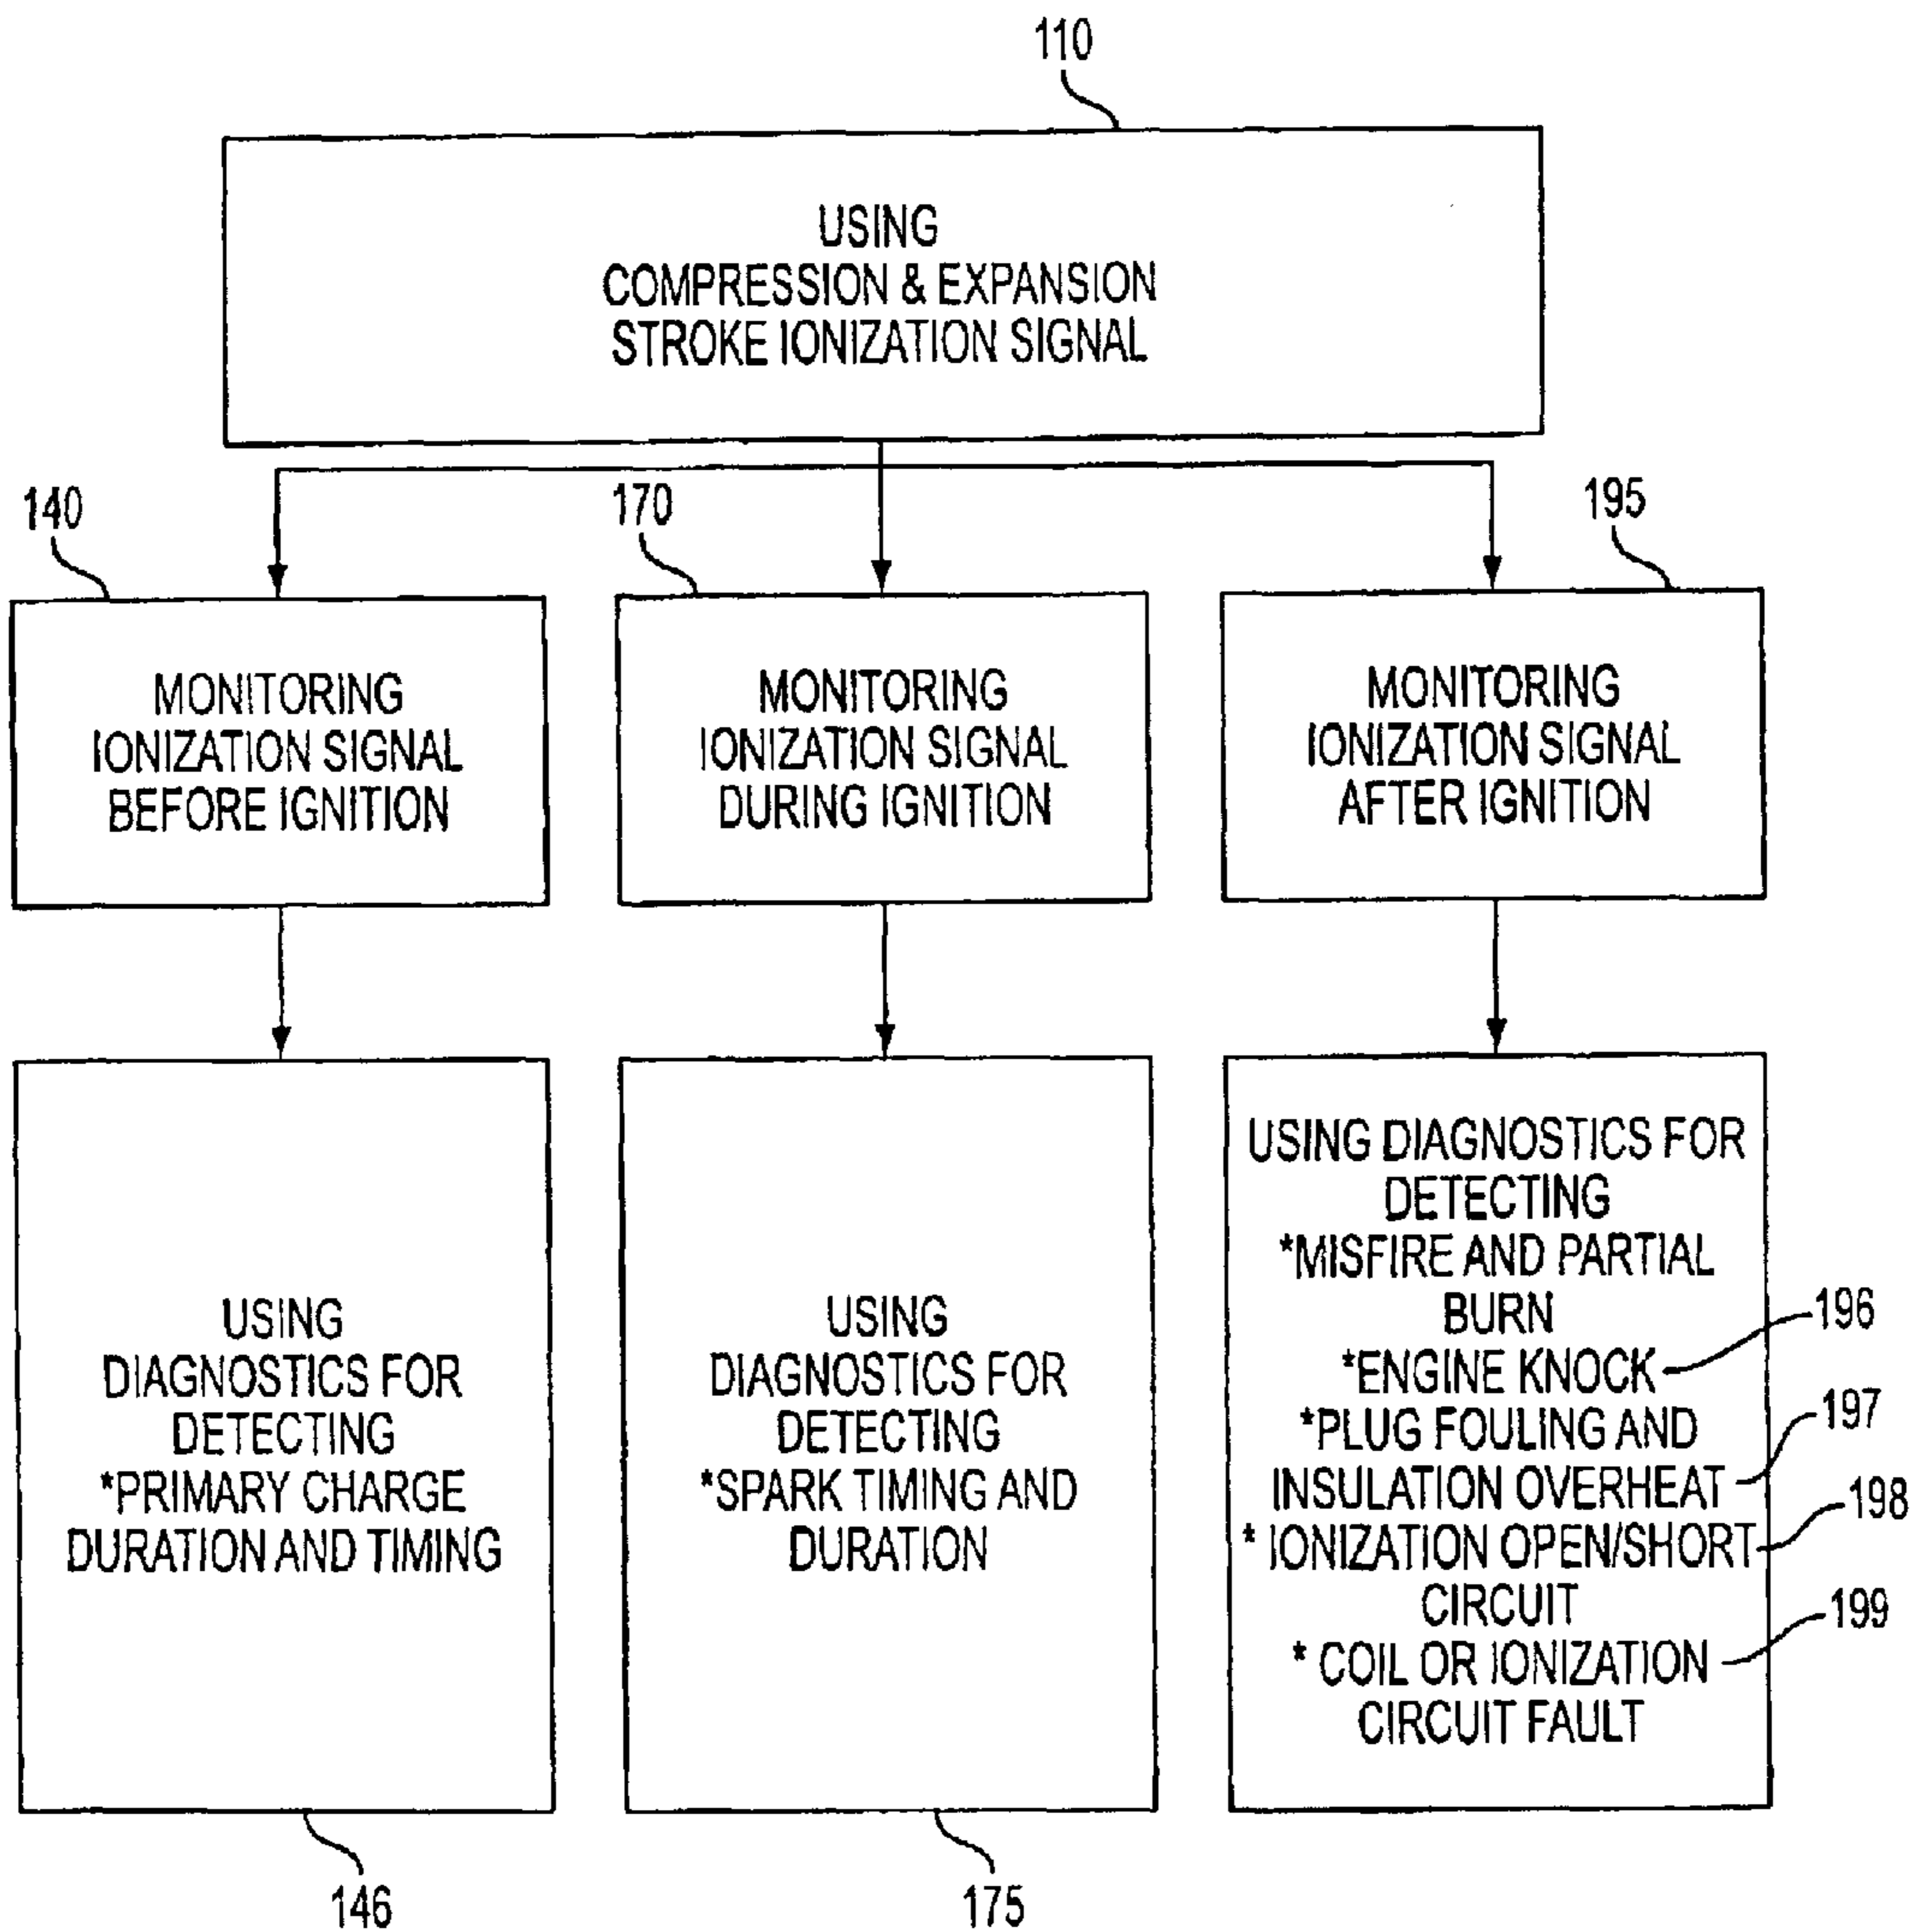 110
USING
COMPRESSION & EXPANSION
STROKE IONIZATION SIGNAL
140
170
195
MONITORING
IONIZATION SIGNAL
BEFORE IGNITION
MONITORING
IONIZATION SIGNAL
DURING IGNITION
MONITORING
IONIZATION SIGNAL
AFTER IGNITION
USING
DIAGNOSTICS FOR
DETECTING
*PRIMARY CHARGE
DURATION AND TIMING
146
USING
DIAGNOSTICS FOR
DETECTING
*SPARK TIMING AND
DURATION
175
USING DIAGNOSTICS FOR
DETECTING
*MISFIRE AND PARTIAL
BURN
*ENGINE KNOCK
196
*PLUG FOULING AND
INSULATION OVERHEAT
197
* IONIZATION OPEN/SHORT
CIRCUIT
198
* COIL OR IONIZATION
CIRCUIT FAULT
199